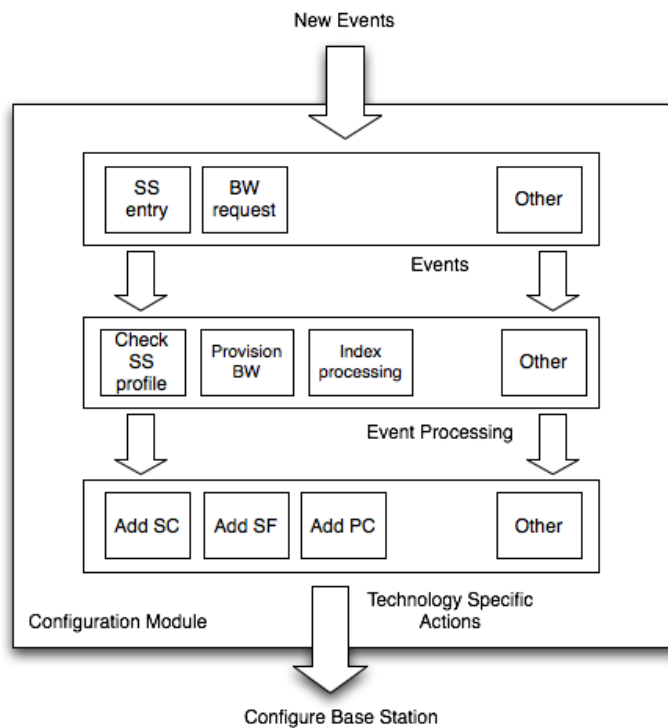 New Events
SS
entry
BW
request
Other
Events
Check
SS
profile
Provision
BW
Index
processing
Other
Event Processing
Add SC
Add SF
Add PC
Other
Technology Specific
Actions
Configuration Module
Configure Base Station